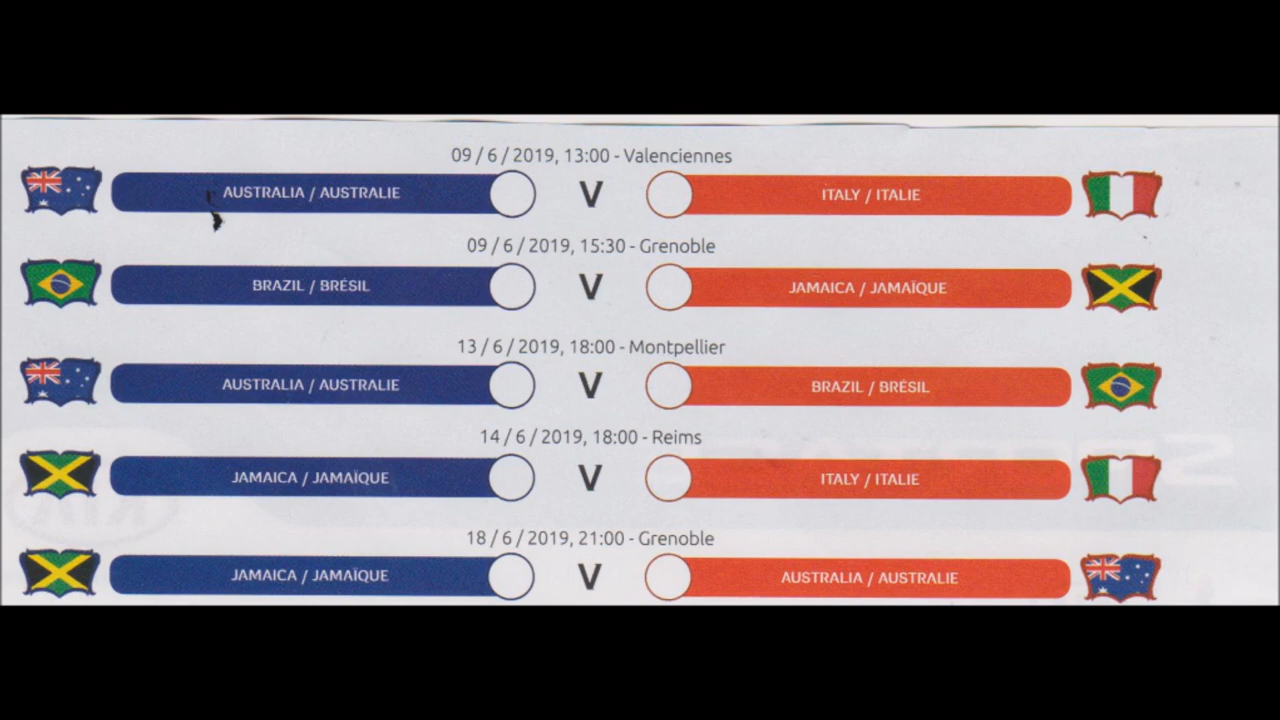 09 / 6 / 2019, 13:00 - Valenciennes
AUSTRALIA / AUSTRALIE V ITALY / ITALIE
09 / 6 / 2019, 15:30 - Grenoble
BRAZIL / BRÉSIL V JAMAICA / JAMAÏQUE
13 / 6 / 2019, 18:00 - Montpellier
AUSTRALIA / AUSTRALIE V BRAZIL / BRÉSIL
14 / 6 / 2019, 18:00 - Reims
JAMAICA / JAMAÏQUE V ITALY / ITALIE
18 / 6 / 2019, 21:00 - Grenoble
JAMAICA / JAMAÏQUE V AUSTRALIA / AUSTRALIE